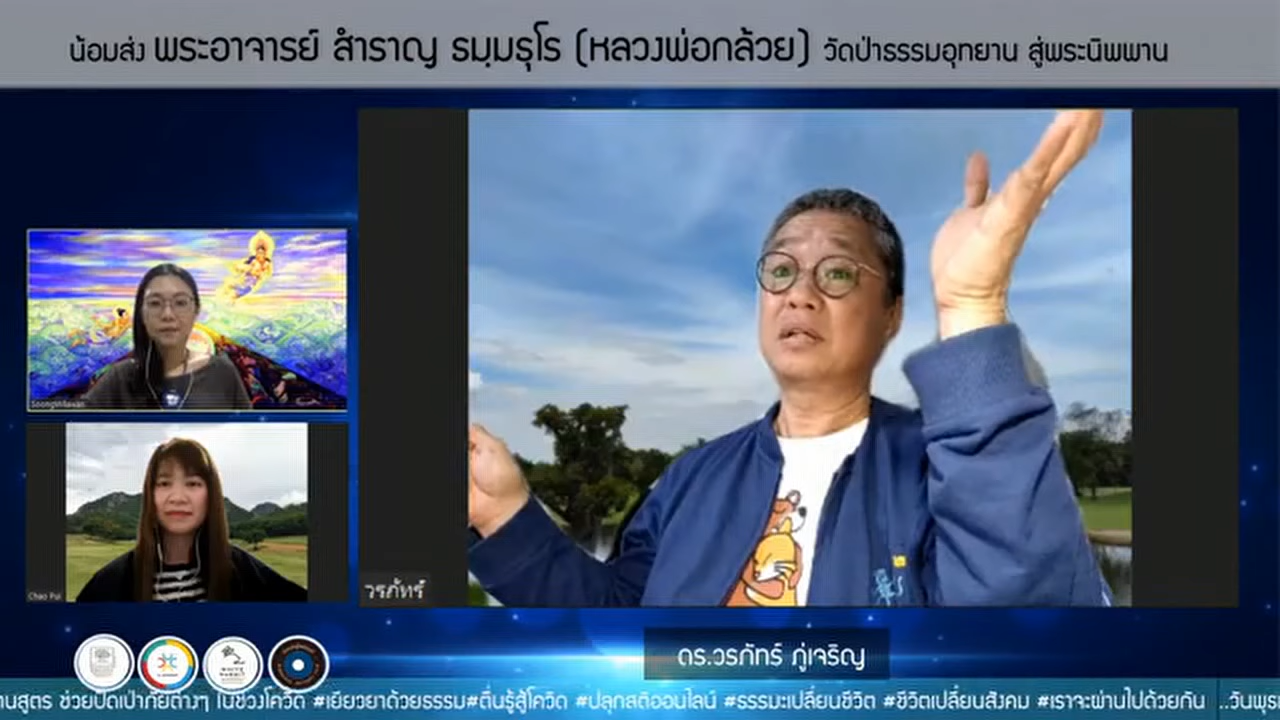 น้อมส่ง พระอาจารย์ สำราญ ธมฺมธุโร (หลวงพ่อกล้วย) วัดป่าธรรมอุทยาน สู่พระนิพพาน
Chao Pui
วรภัทร์
ดร.วรภัทร์ ภู่เจริญ
านสูตร ช่วยปัดเป่าภัยต่างๆ ในช่วงโควิด #เยียวยาด้วยธรรม#ตื่นรู้สู้โควิด #ปลุกสติออนไลน์ #ธรรมะเปลี่ยนชีวิต #ชีวิตเปลี่ยนสังคม #เราจะผ่านไปด้วยกัน ..วันพุธ